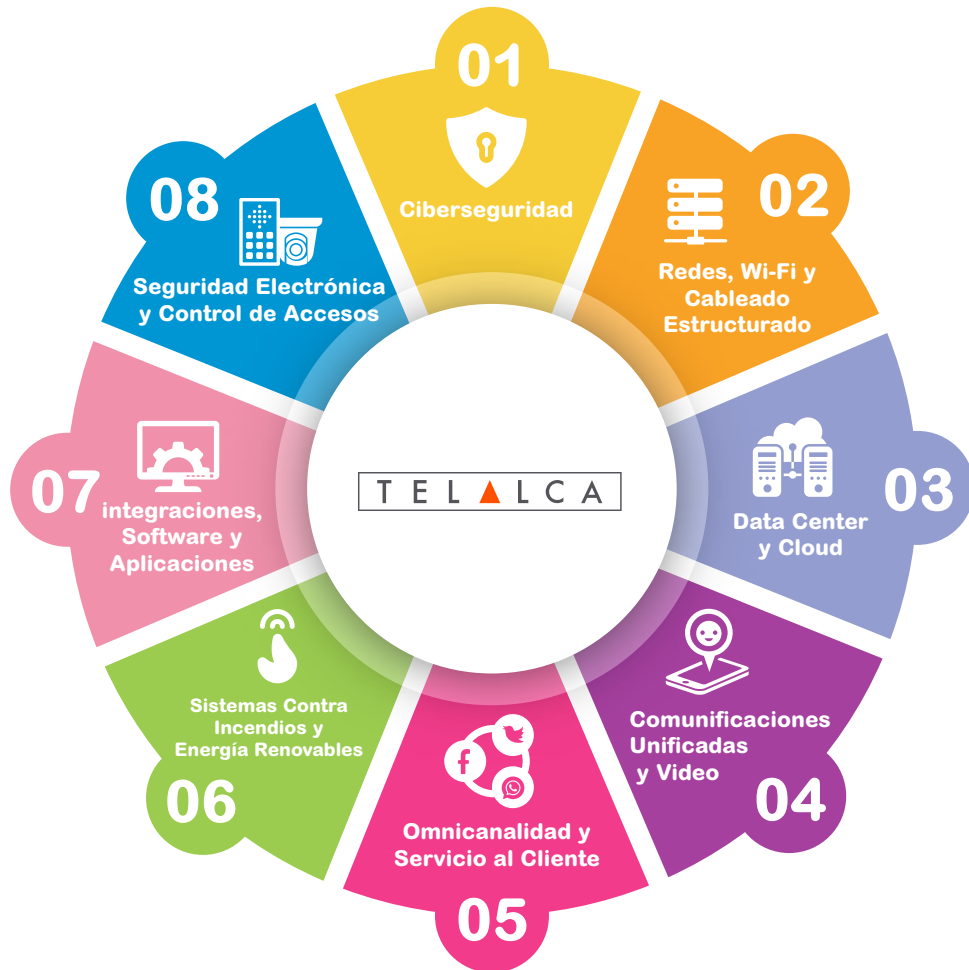 01
Ciberseguridad
02
Redes, Wi-Fi y
Cableado
Estructurado
03
Data Center
y Cloud
04
Comunificaciones
Unificadas
y Video
05
Omnicanalidad y
Servicio al Cliente
06
Sistemas Contra
Incendios y
Energía Renovables
07
integraciones,
Software y
Aplicaciones
08
Seguridad Electrónica
y Control de Accesos
TELALCA